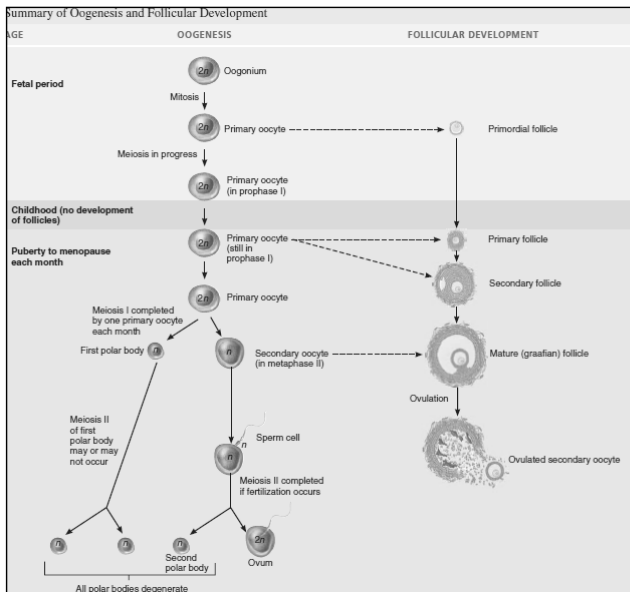 Summary of Oogenesis and Follicular Development
AGE OOGENESIS FOLLICULAR DEVELOPMENT
Fetal period
2n Oogonium
Mitosis
2n Primary oocyte Primordial follicle
Meiosis in progress
2n Primary oocyte
(in prophase I)
Childhood (no development
of follicles)
Puberty to menopause
each month
2n Primary oocyte
(still in
prophase I)
Primary follicle
Secondary follicle
2n Primary oocyte
Meiosis I completed
by one primary oocyte
each month
First polar body n
n Secondary oocyte
(in metaphase II)
Mature (graafian) follicle
Ovulation
Meiosis II
of first
polar body
may or may
not occur
n Sperm cell
n
Ovulated secondary oocyte
Meiosis II completed
if fertilization occurs
n n n 2n
Second
polar body
Ovum
All polar bodies degenerate